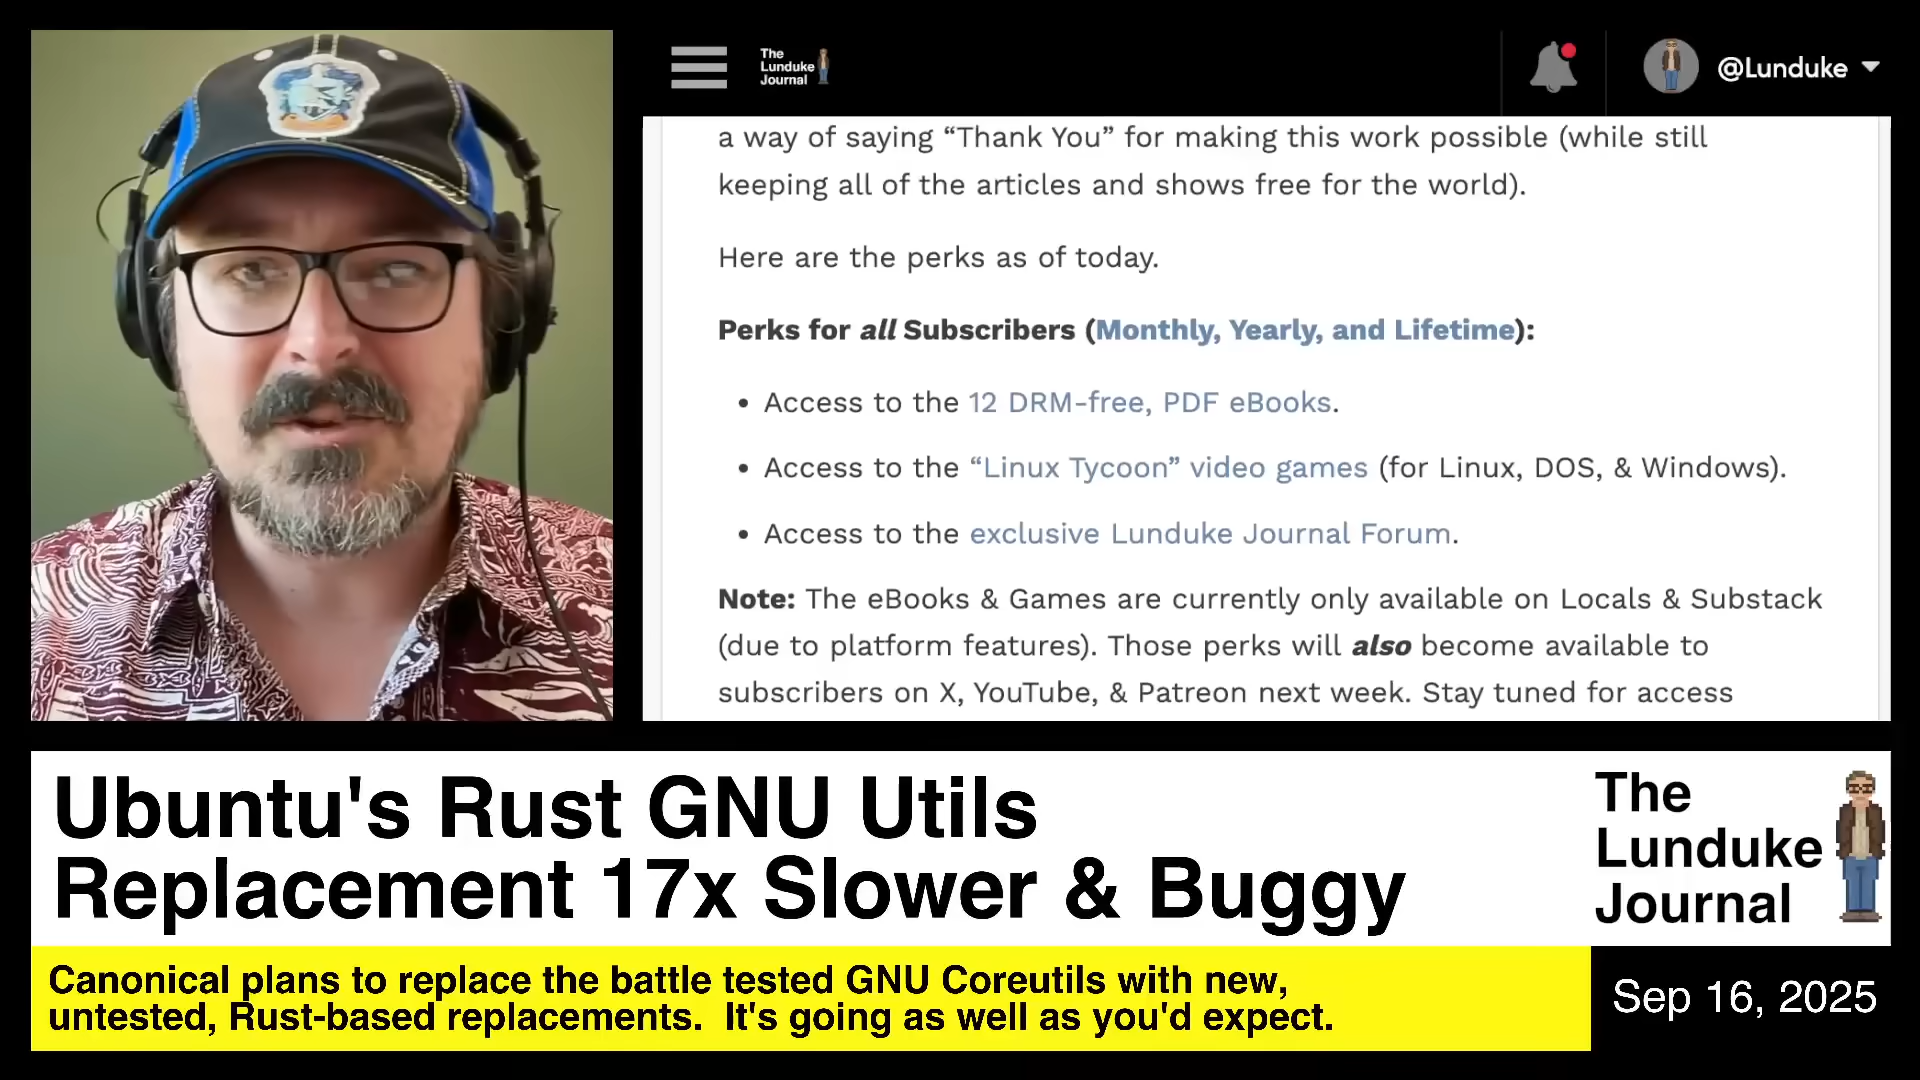 The
Lunduke
Journal
@Lunduke
a way of saying “Thank You” for making this work possible (while still
keeping all of the articles and shows free for the world).
Here are the perks as of today.
Perks for all Subscribers (Monthly, Yearly, and Lifetime):
• Access to the 12 DRM-free, PDF eBooks.
• Access to the “Linux Tycoon” video games (for Linux, DOS, & Windows).
• Access to the exclusive Lunduke Journal Forum.
Note: The eBooks & Games are currently only available on Locals & Substack
(due to platform features). Those perks will also become available to
subscribers on X, YouTube, & Patreon next week. Stay tuned for access
Ubuntu's Rust GNU Utils
Replacement 17x Slower & Buggy
The
Lunduke
Journal
Canonical plans to replace the battle tested GNU Coreutils with new,
untested, Rust-based replacements. It's going as well as you'd expect.
Sep 16, 2025